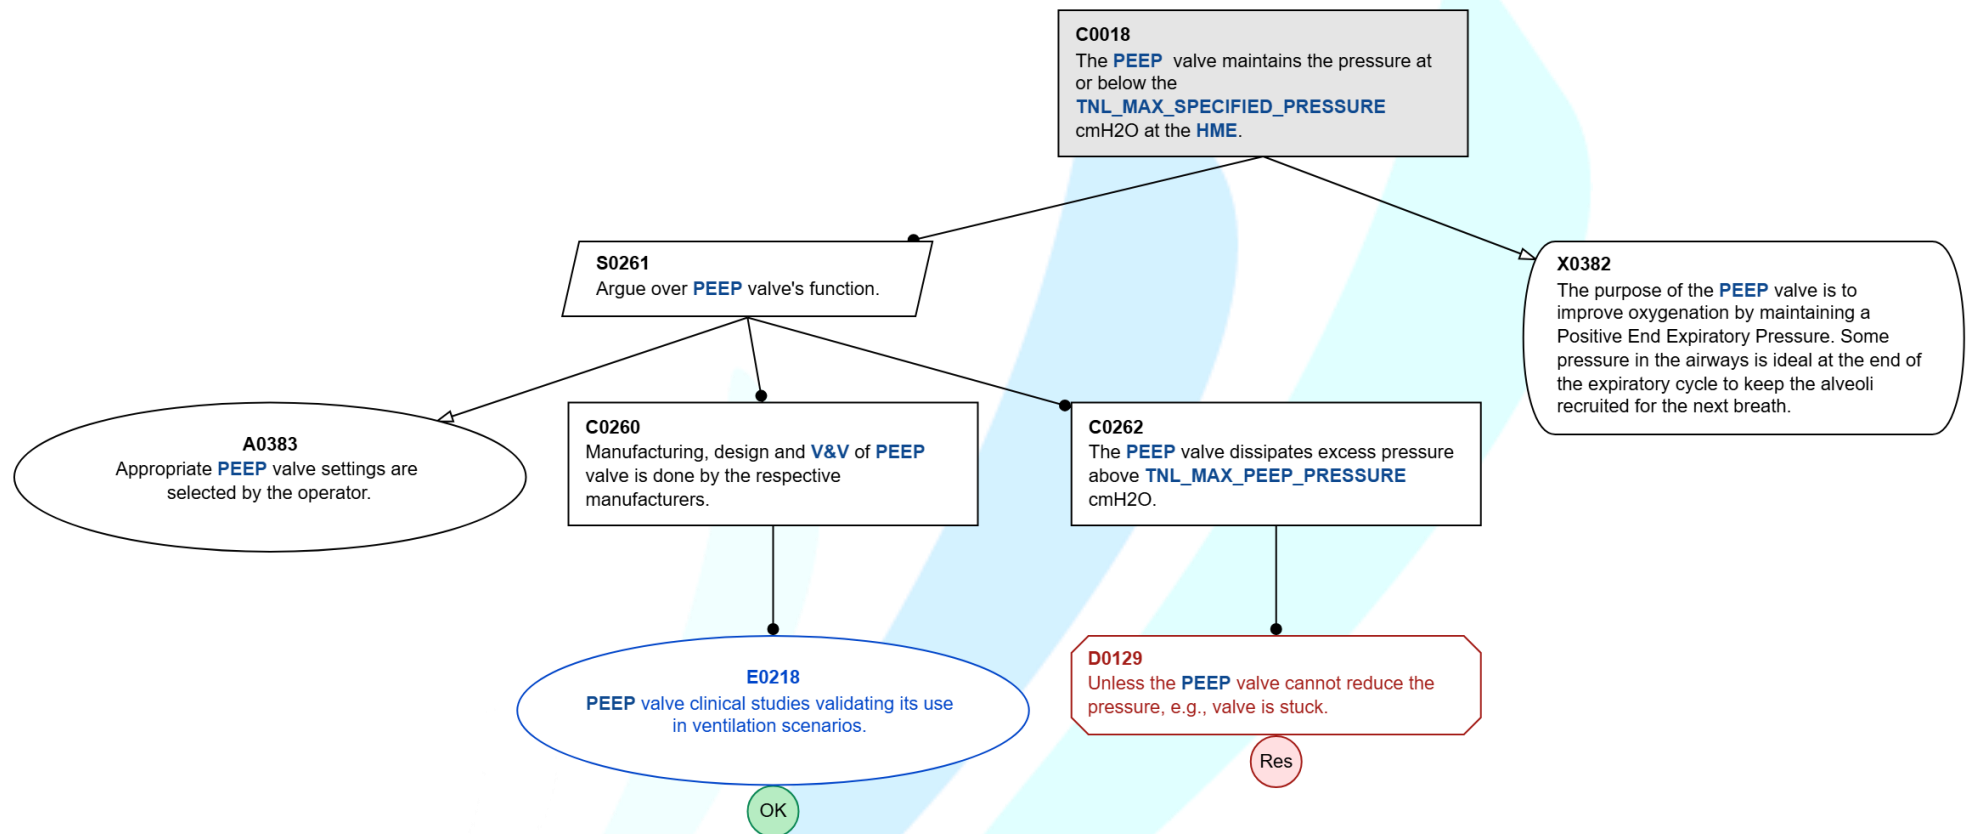 C0018
The PEEP valve maintains the pressure at
or below the
TNL_MAX_SPECIFIED_PRESSURE
cmH2O at the HME.
S0261
Argue over PEEP valve's function.
X0382
The purpose of the PEEP valve is to
improve oxygenation by maintaining a
Positive End Expiratory Pressure. Some
pressure in the airways is ideal at the end of
the expiratory cycle to keep the alveoli
recruited for the next breath.
A0383
Appropriate PEEP valve settings are
selected by the operator.
C0260
Manufacturing, design and V&V of PEEP
valve is done by the respective
manufacturers.
C0262
The PEEP valve dissipates excess pressure
above TNL_MAX_PEEP_PRESSURE
cmH2O.
E0218
PEEP valve clinical studies validating its use
in ventilation scenarios.
OK
D0129
Unless the PEEP valve cannot reduce the
pressure, e.g., valve is stuck.
Res